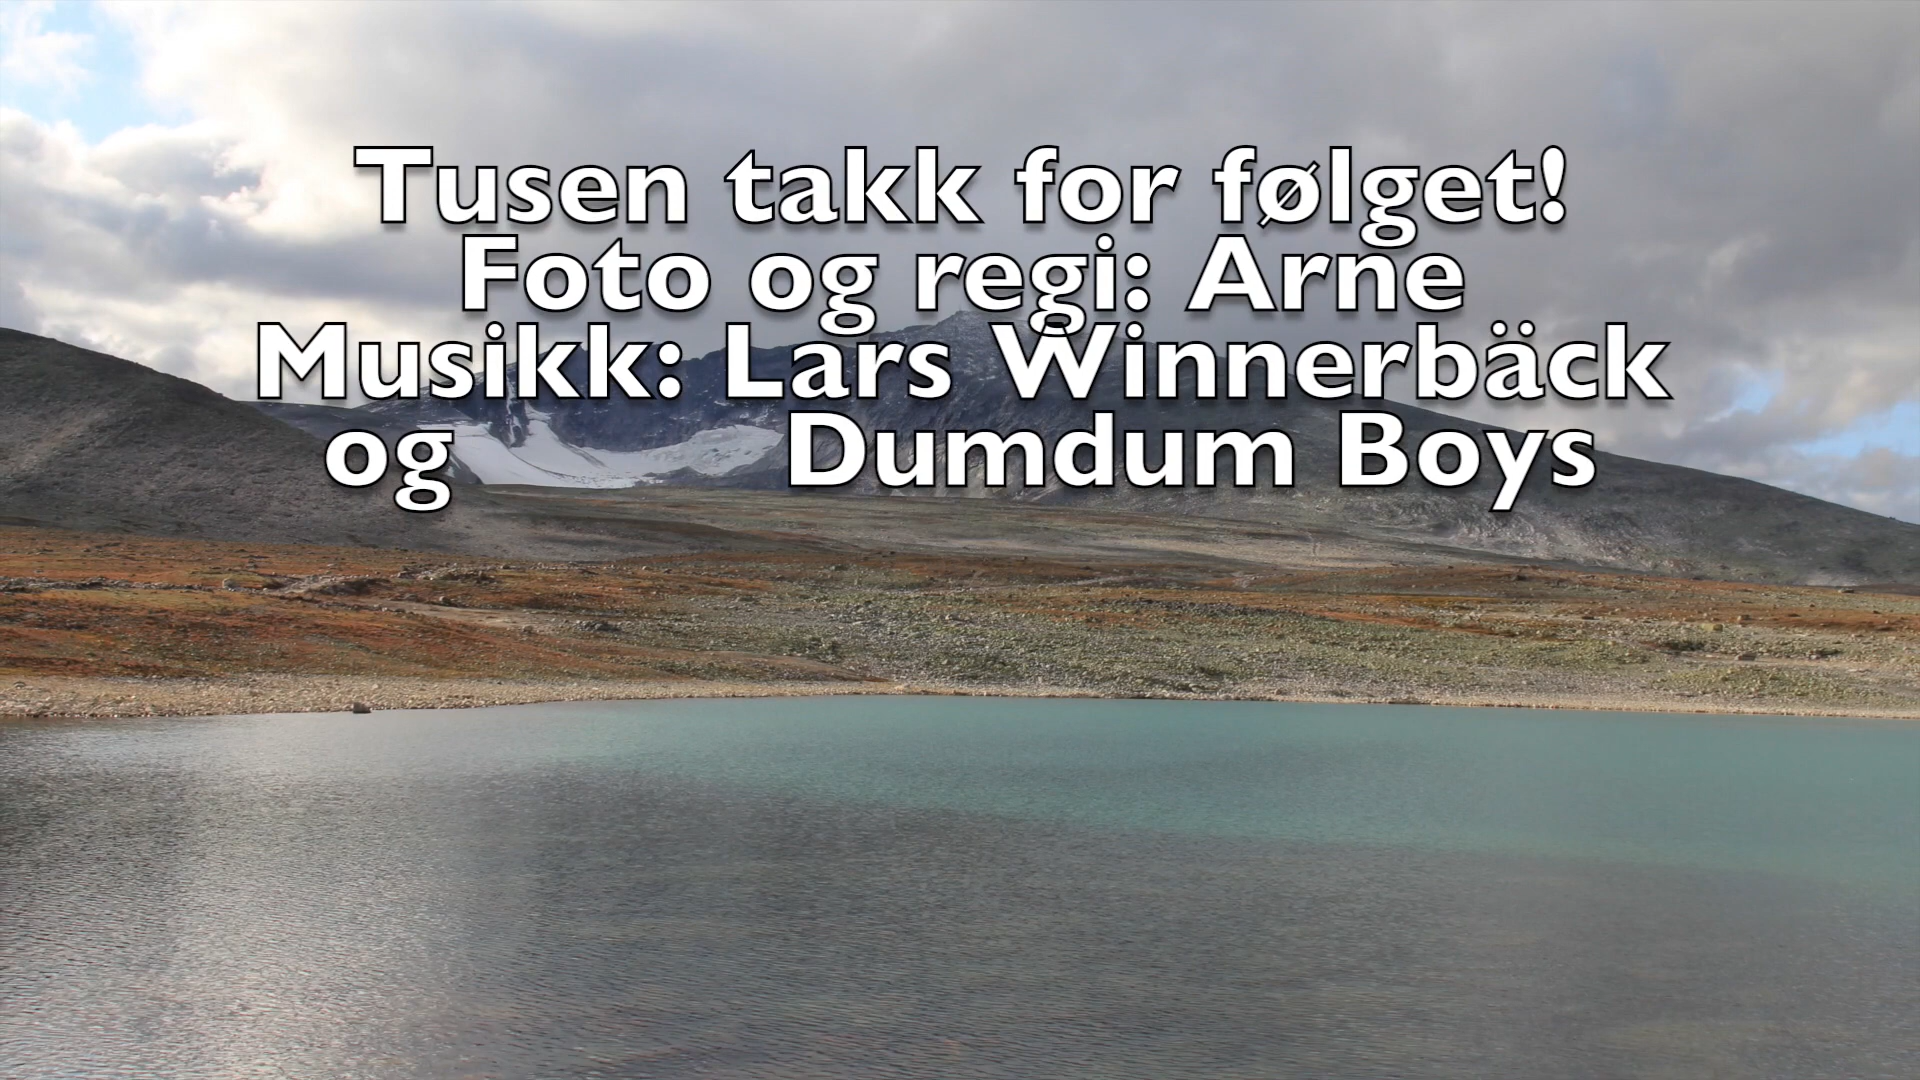 Tusen takk for følget!
Foto og regi: Arne
Musikk: Lars Winnerbäck
og Dumdum Boys